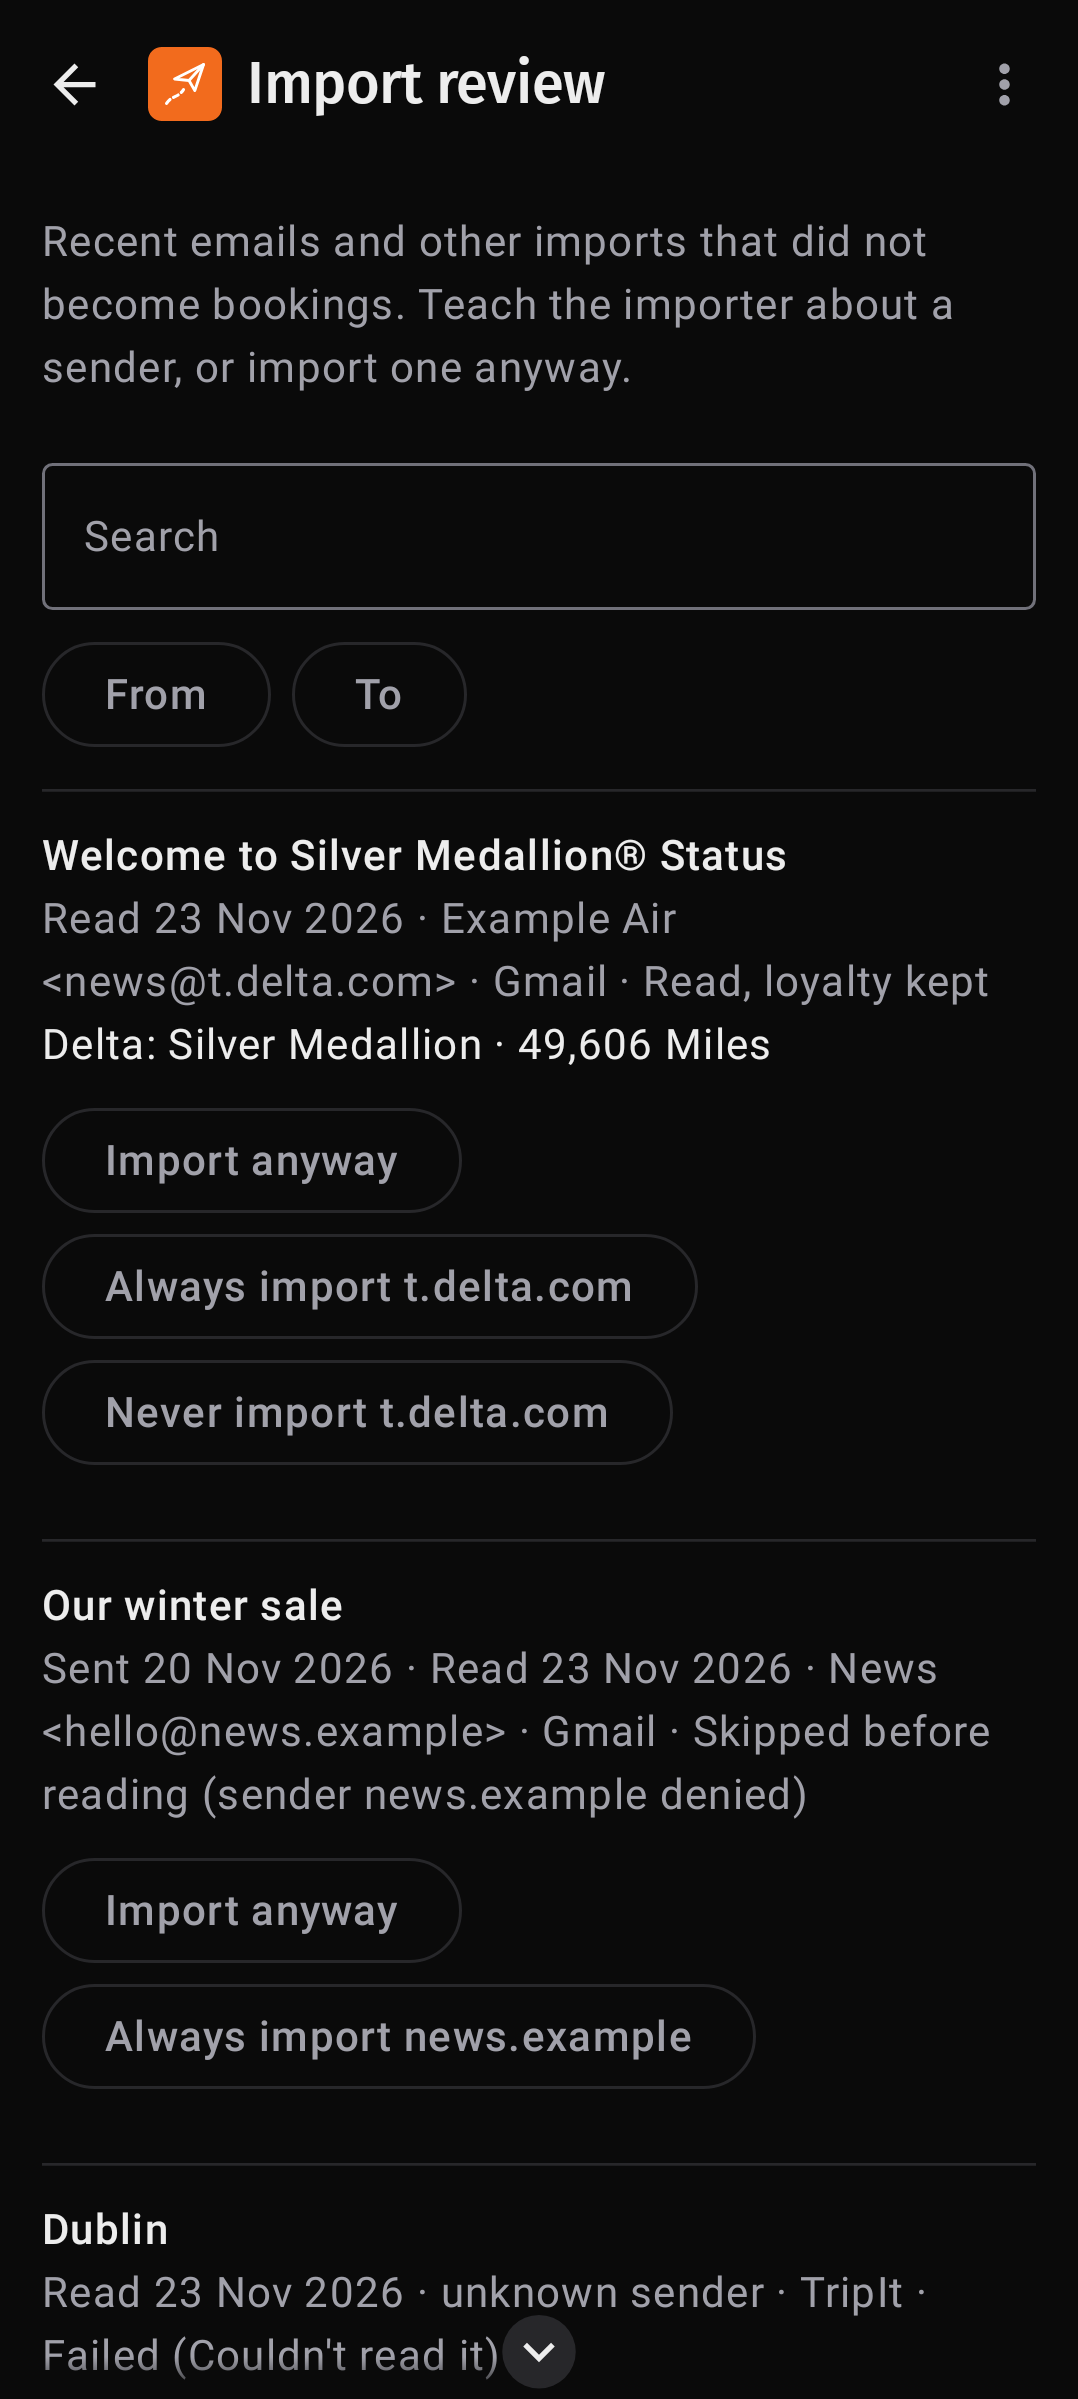 Import review
Recent emails and other imports that did not
become bookings. Teach the importer about a
sender, or import one anyway.
Search
From
To
Welcome to Silver Medallion® Status
Read 23 Nov 2026 · Example Air
<news@t.delta.com> · Gmail · Read, loyalty kept
Delta: Silver Medallion · 49,606 Miles
Import anyway
Always import t.delta.com
Never import t.delta.com
Our winter sale
Sent 20 Nov 2026 · Read 23 Nov 2026 · News
<hello@news.example> · Gmail · Skipped before
reading (sender news.example denied)
Import anyway
Always import news.example
Dublin
Read 23 Nov 2026 · unknown sender · TripIt ·
Failed (Couldn't read it)